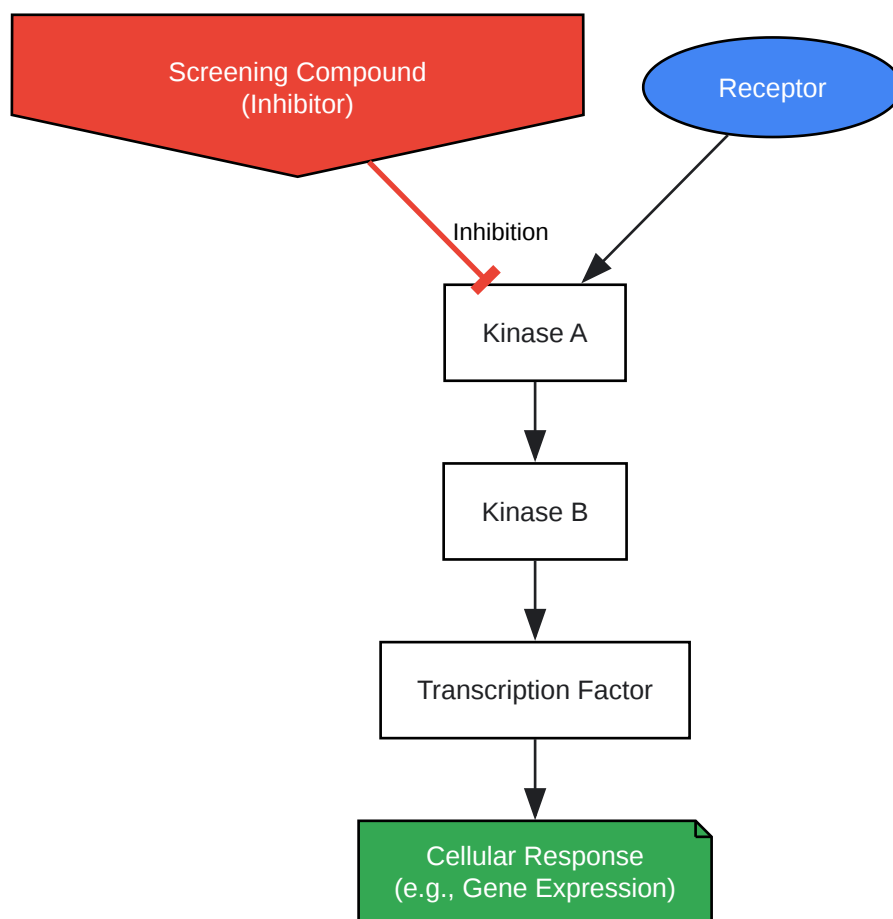 Screening Compound
(Inhibitor)
Receptor
Inhibition
Kinase A
Kinase B
Transcription Factor
Cellular Response
(e.g., Gene Expression)